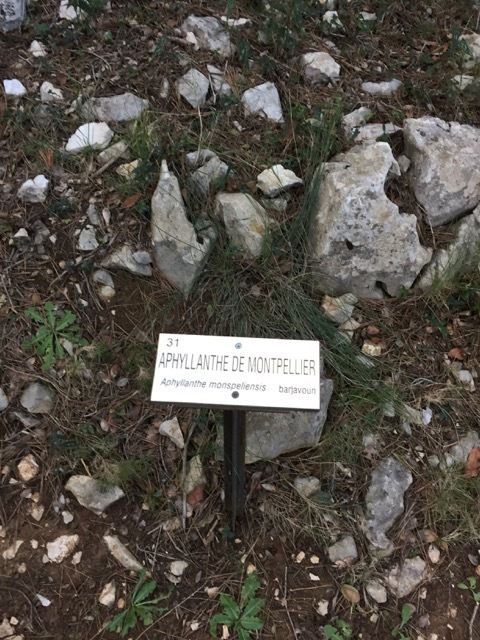 31
APHYLLANTHE DE MONTPELLIER
Aphyllanthe monspeliensis barjavoun